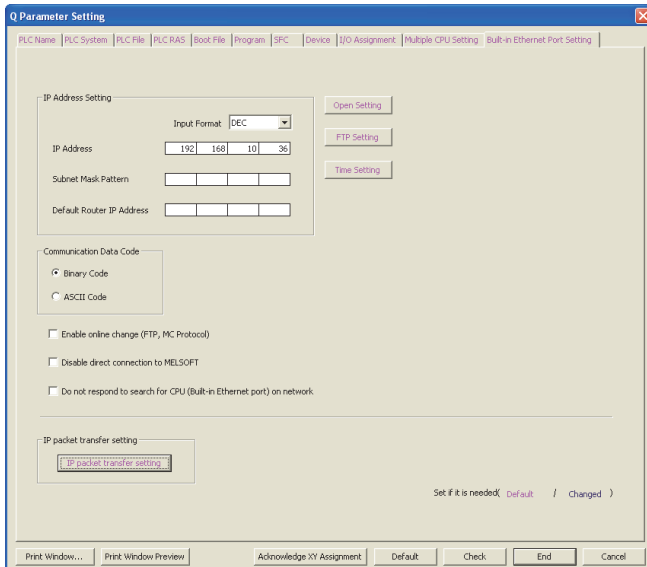 Q Parameter Setting
PLC Name PLC System PLC File PLC RAS Boot File Program SFC Device I/O Assignment Multiple CPU Setting Built-in Ethernet Port Setting
IP Address Setting
Open Setting
Input Format DEC
FTP Setting
IP Address 192 168 10 36
Time Setting
Subnet Mask Pattern
Default Router IP Address
Communication Data Code
Binary Code
ASCII Code
Enable online change (FTP, MC Protocol)
Disable direct connection to MELSOFT
Do not respond to search for CPU (Built-in Ethernet port) on network
IP packet transfer setting
IP packet transfer setting
Set if it is needed( Default / Changed )
Print Window... Print Window Preview Acknowledge XY Assignment Default Check End Cancel